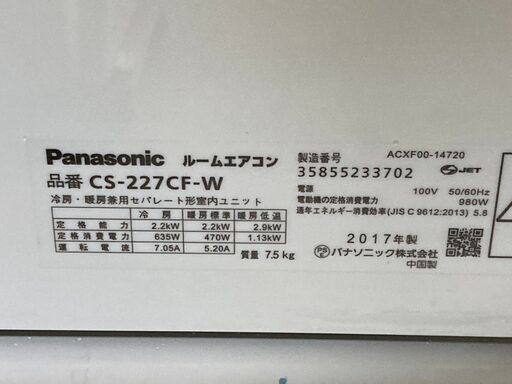 Panasonic ルームエアコン
品番 CS-227CF-W
冷房・暖房兼用セパレート形室内ユニット
冷房 暖房標準 暖房低温
定格能力 2.2kW 2.2kW 2.9kW
定格消費電力 635W 470W 1.13kW
運転電流 7.05A 5.20A
質量 7.5kg
ACXF00-14720
製造番号
35855233702
JET
電源 100V 50/60Hz
電動機の定格消費電力 980W
通年エネルギー消費効率(JIS C 9612:2013) 5.8
2017年製
PSE パナソニック株式会社
中国製